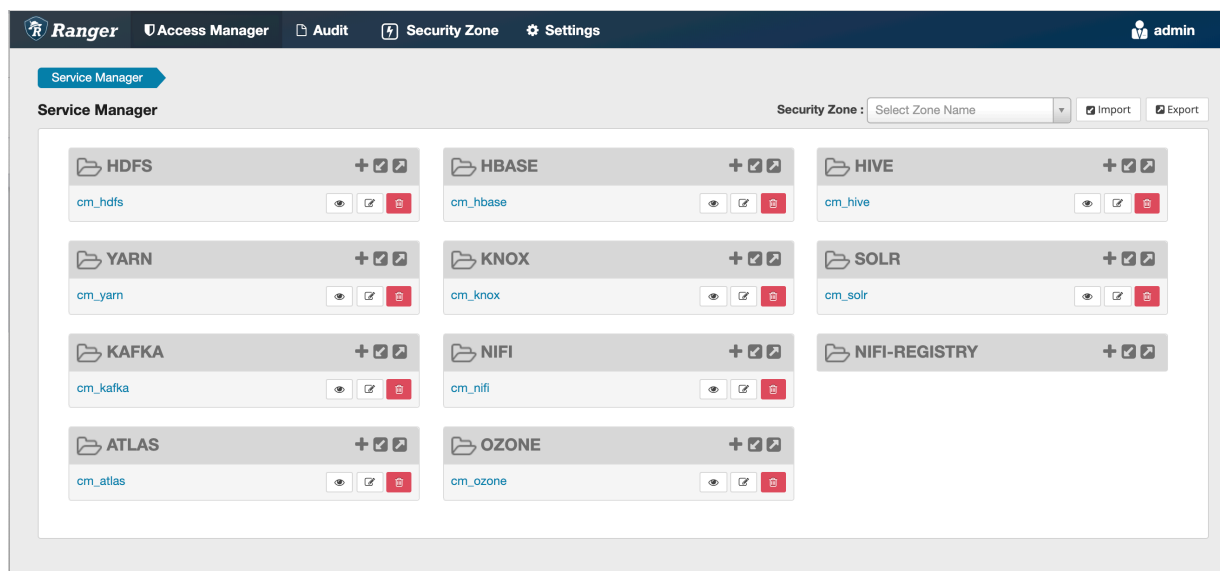 Ranger Access Manager Audit Security Zone Settings admin
Service Manager
Service Manager Security Zone : Select Zone Name Import Export
HDFS HBASE HIVE
cm_hdfs cm_hbase cm_hive
YARN KNOX SOLR
cm_yarn cm_knox cm_solr
KAFKA NIFI NIFI-REGISTRY
cm_kafka cm_nifi
ATLAS OZONE
cm_atlas cm_ozone